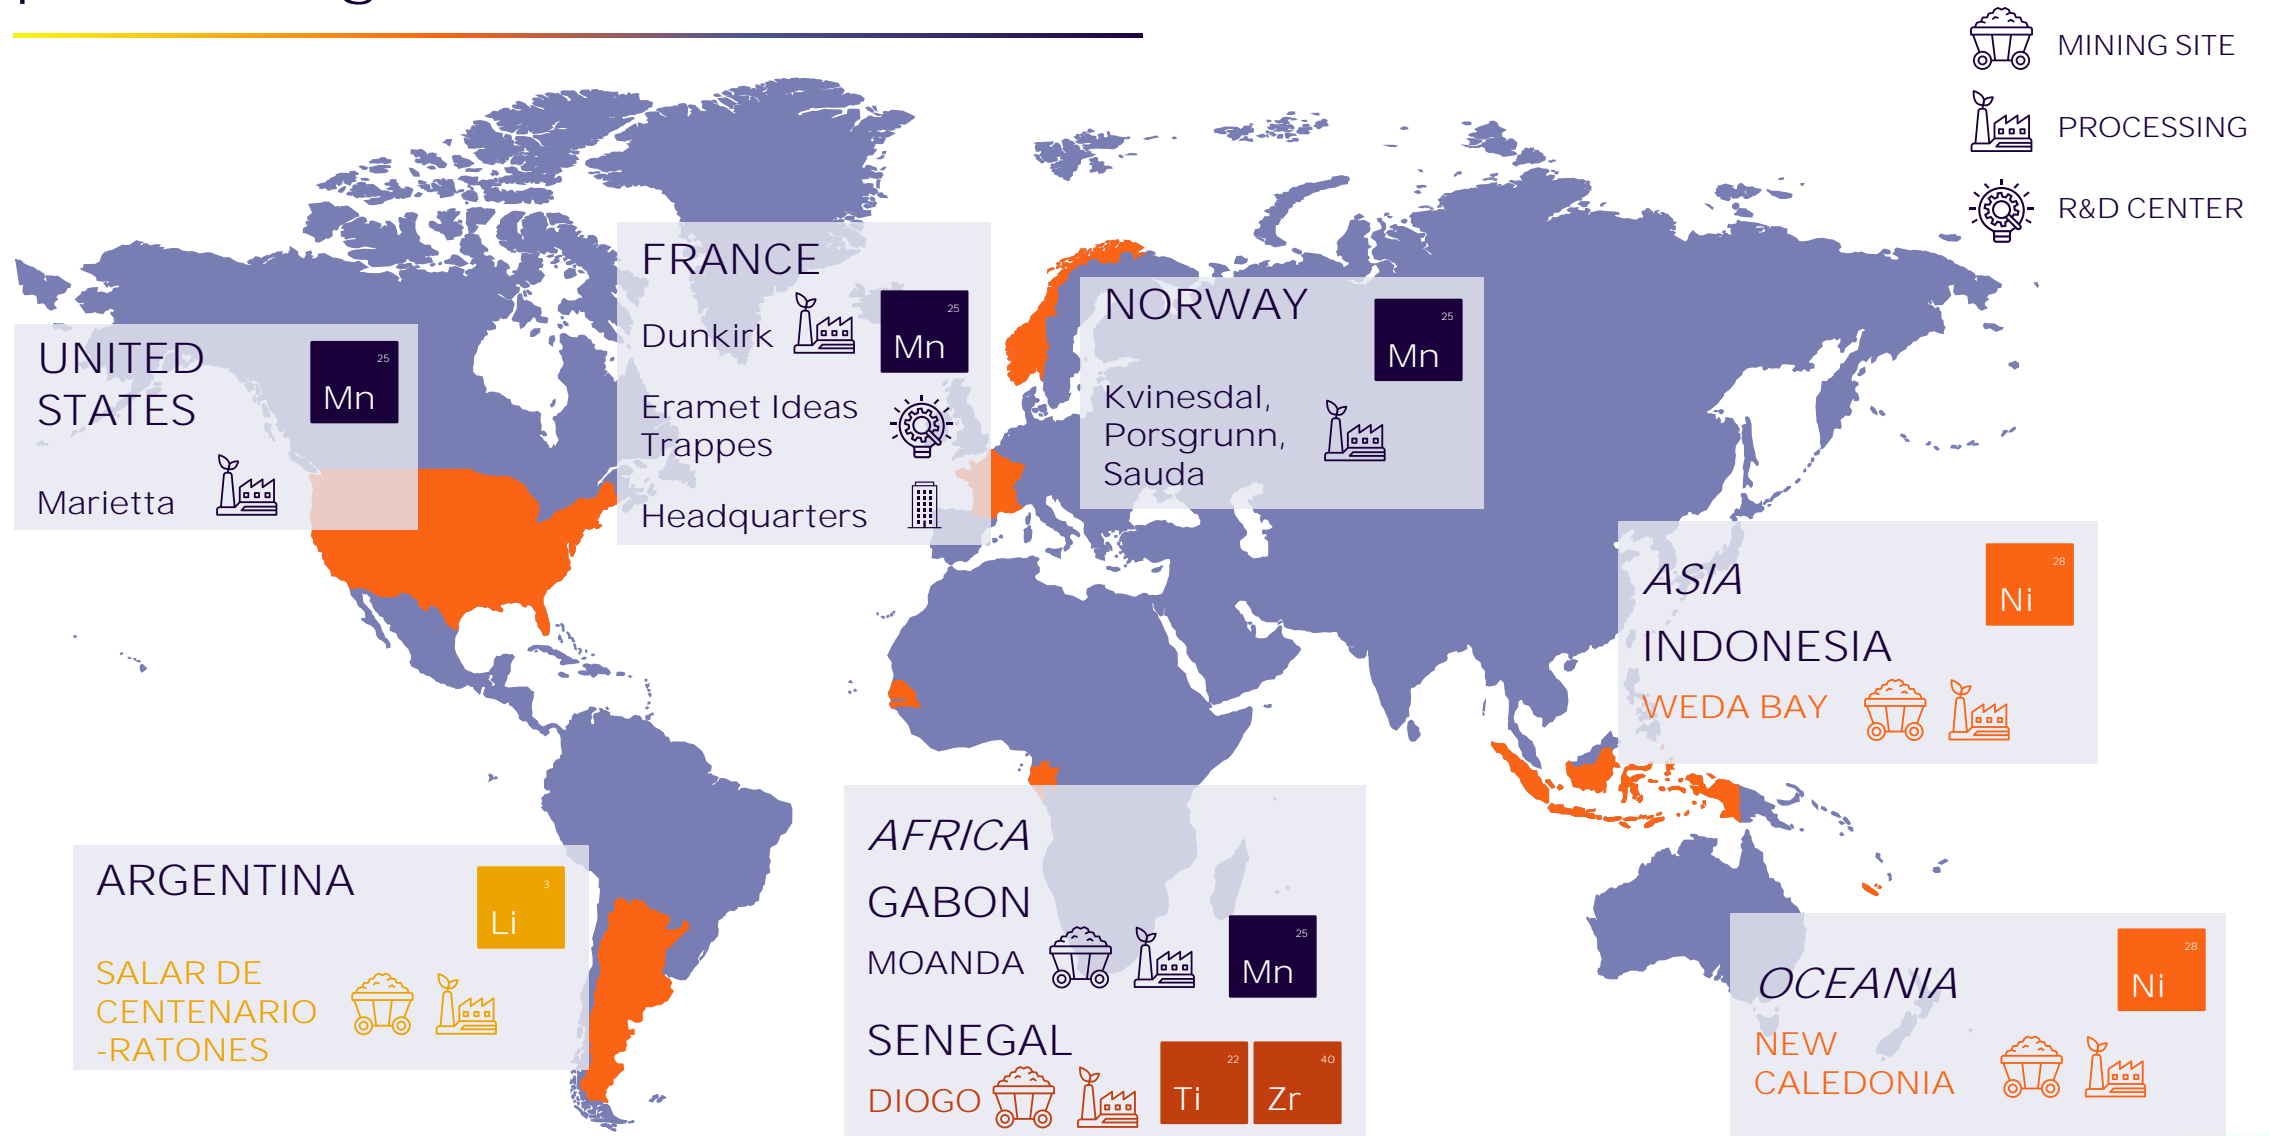 MINING SITE
PROCESSING
R&D CENTER
FRANCE
Dunkirk
25
Mn
Eramet Ideas
Trappes
Headquarters
NORWAY
25
Mn
Kvinesdal,
Porsgrunn,
Sauda
UNITED
STATES
25
Mn
Marietta
ASIA
28
Ni
INDONESIA
WEDA BAY
ARGENTINA
3
Li
SALAR DE
CENTENARIO
-RATONES
AFRICA
GABON
MOANDA
25
Mn
SENEGAL
DIOGO
22
Ti
40
Zr
OCEANIA
28
Ni
NEW
CALEDONIA